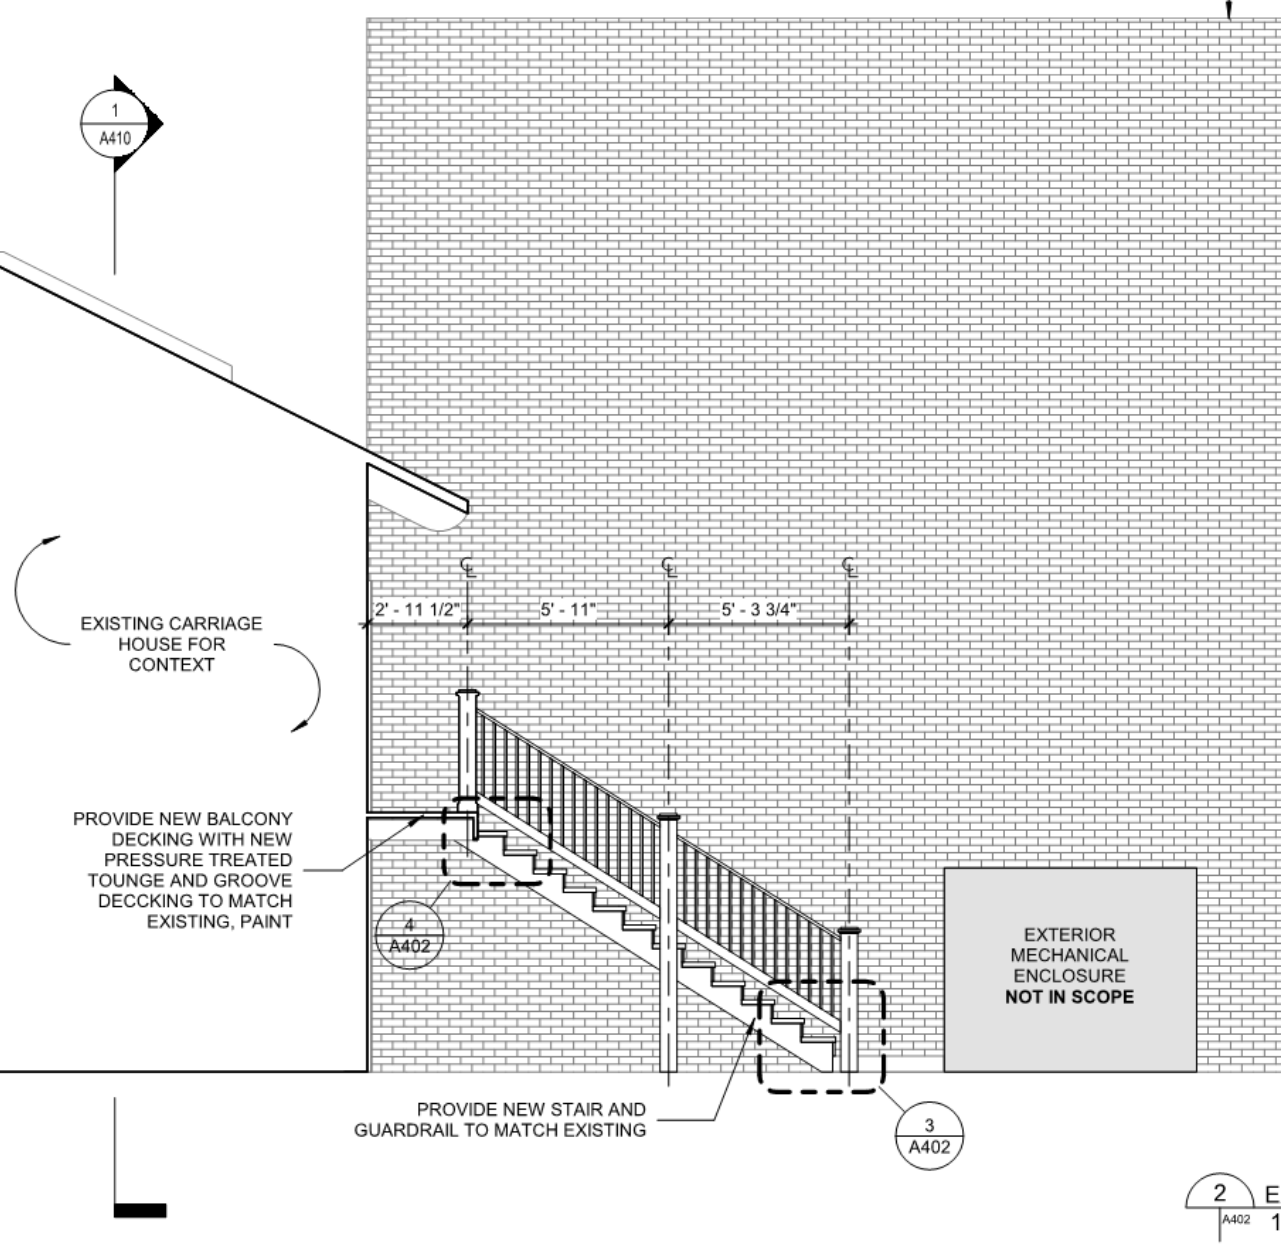 1
A410
2' - 11 1/2"
5' - 11"
5' - 3 3/4"
EXISTING CARRIAGE
HOUSE FOR
CONTEXT
PROVIDE NEW BALCONY
DECKING WITH NEW
PRESSURE TREATED
TOUNGE AND GROOVE
DECCKING TO MATCH
EXISTING, PAINT
4
A402
EXTERIOR
MECHANICAL
ENCLOSURE
NOT IN SCOPE
PROVIDE NEW STAIR AND
GUARDRAIL TO MATCH EXISTING
3
A402
2 E
A402 1